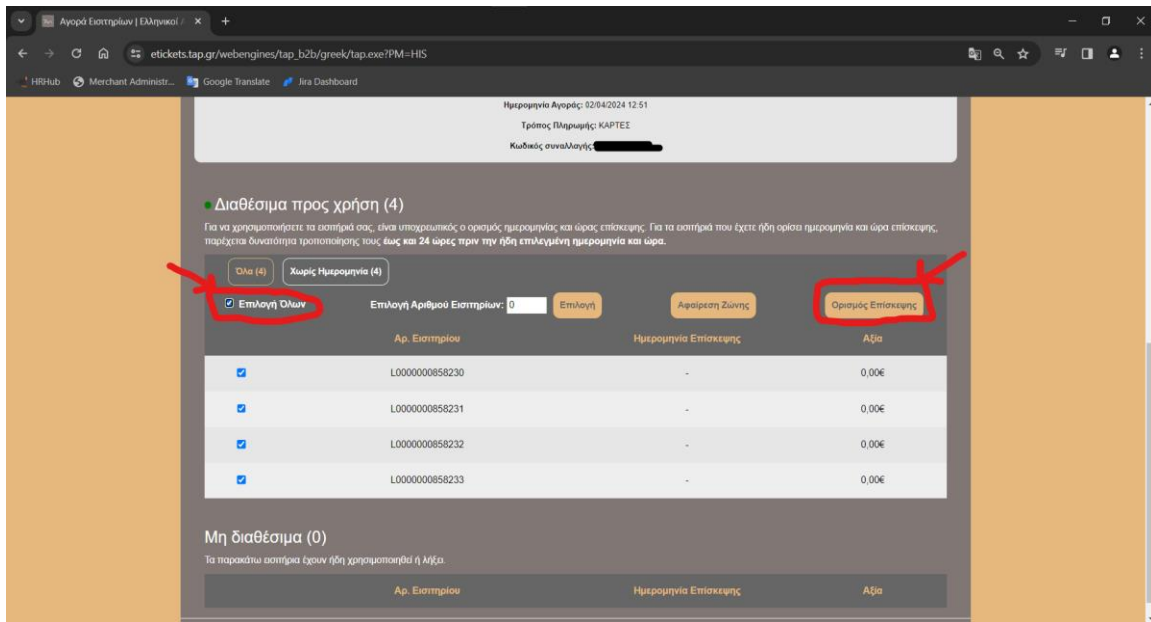 Αγορά Εισιτηρίων | Ελληνικοί
etickets.tap.gr/webengines/tap_b2b/greek/tap.exe?PM=HIS
HRHub Merchant Administr... Google Translate Jira Dashboard
Ημερομηνία Αγοράς: 02/04/2024 12:51
Τρόπος Πληρωμής: ΚΑΡΤΕΣ
Κωδικός συναλλαγής:
Διαθέσιμα προς χρήση (4)
Για να χρησιμοποιήσετε τα εισιτήριά σας, είναι υποχρεωτικός ο ορισμός ημερομηνίας και ώρας επίσκεψης. Για τα εισιτήριά που έχετε ήδη ορίσει ημερομηνία και ώρα επίσκεψης,
παρέχεται δυνατότητα τροποποίησης τους έως και 24 ώρες πριν την ήδη επιλεγμένη ημερομηνία και ώρα.
Όλα (4) Χωρίς Ημερομηνία (4)
Επιλογή Όλων Επιλογή Αριθμού Εισιτηρίων: 0 Επιλογή Αφαίρεση Ζώνης Ορισμός Επίσκεψης
Αρ. Εισιτηρίου Ημερομηνία Επίσκεψης Αξία
L0000000858230 - 0,00€
L0000000858231 - 0,00€
L0000000858232 - 0,00€
L0000000858233 - 0,00€
Μη διαθέσιμα (0)
Τα παρακάτω εισιτήρια έχουν ήδη χρησιμοποιηθεί ή λήξει.
Αρ. Εισιτηρίου Ημερομηνία Επίσκεψης Αξία